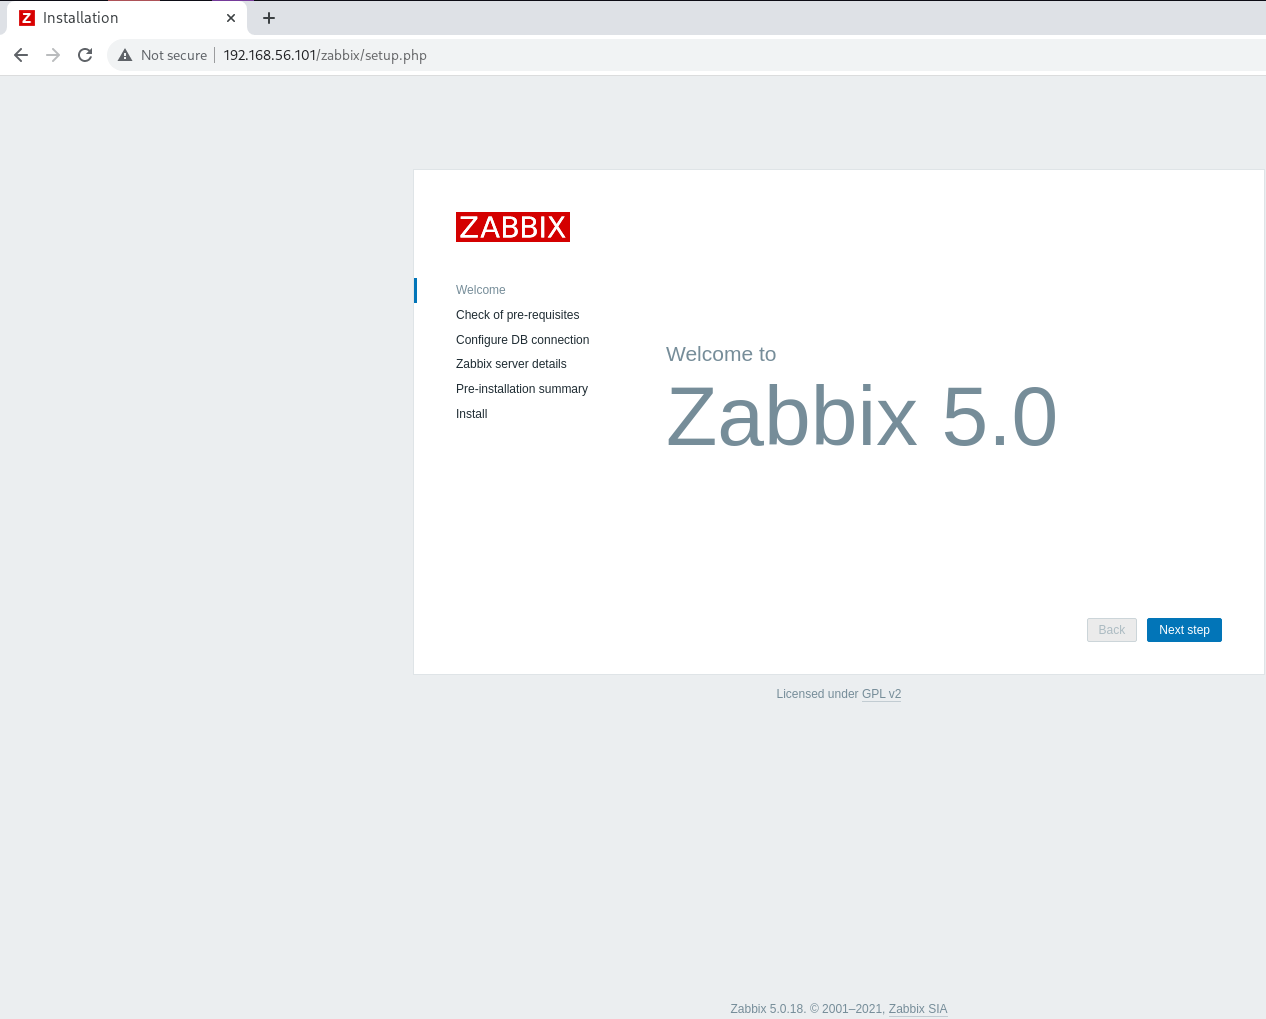 Z Installation
Not secure 192.168.56.101/zabbix/setup.php
ZABBIX
Welcome
Check of pre-requisites
Configure DB connection
Zabbix server details
Pre-installation summary
Install
Welcome to
Zabbix 5.0
Back Next step
Licensed under GPL v2
Zabbix 5.0.18. © 2001–2021, Zabbix SIA